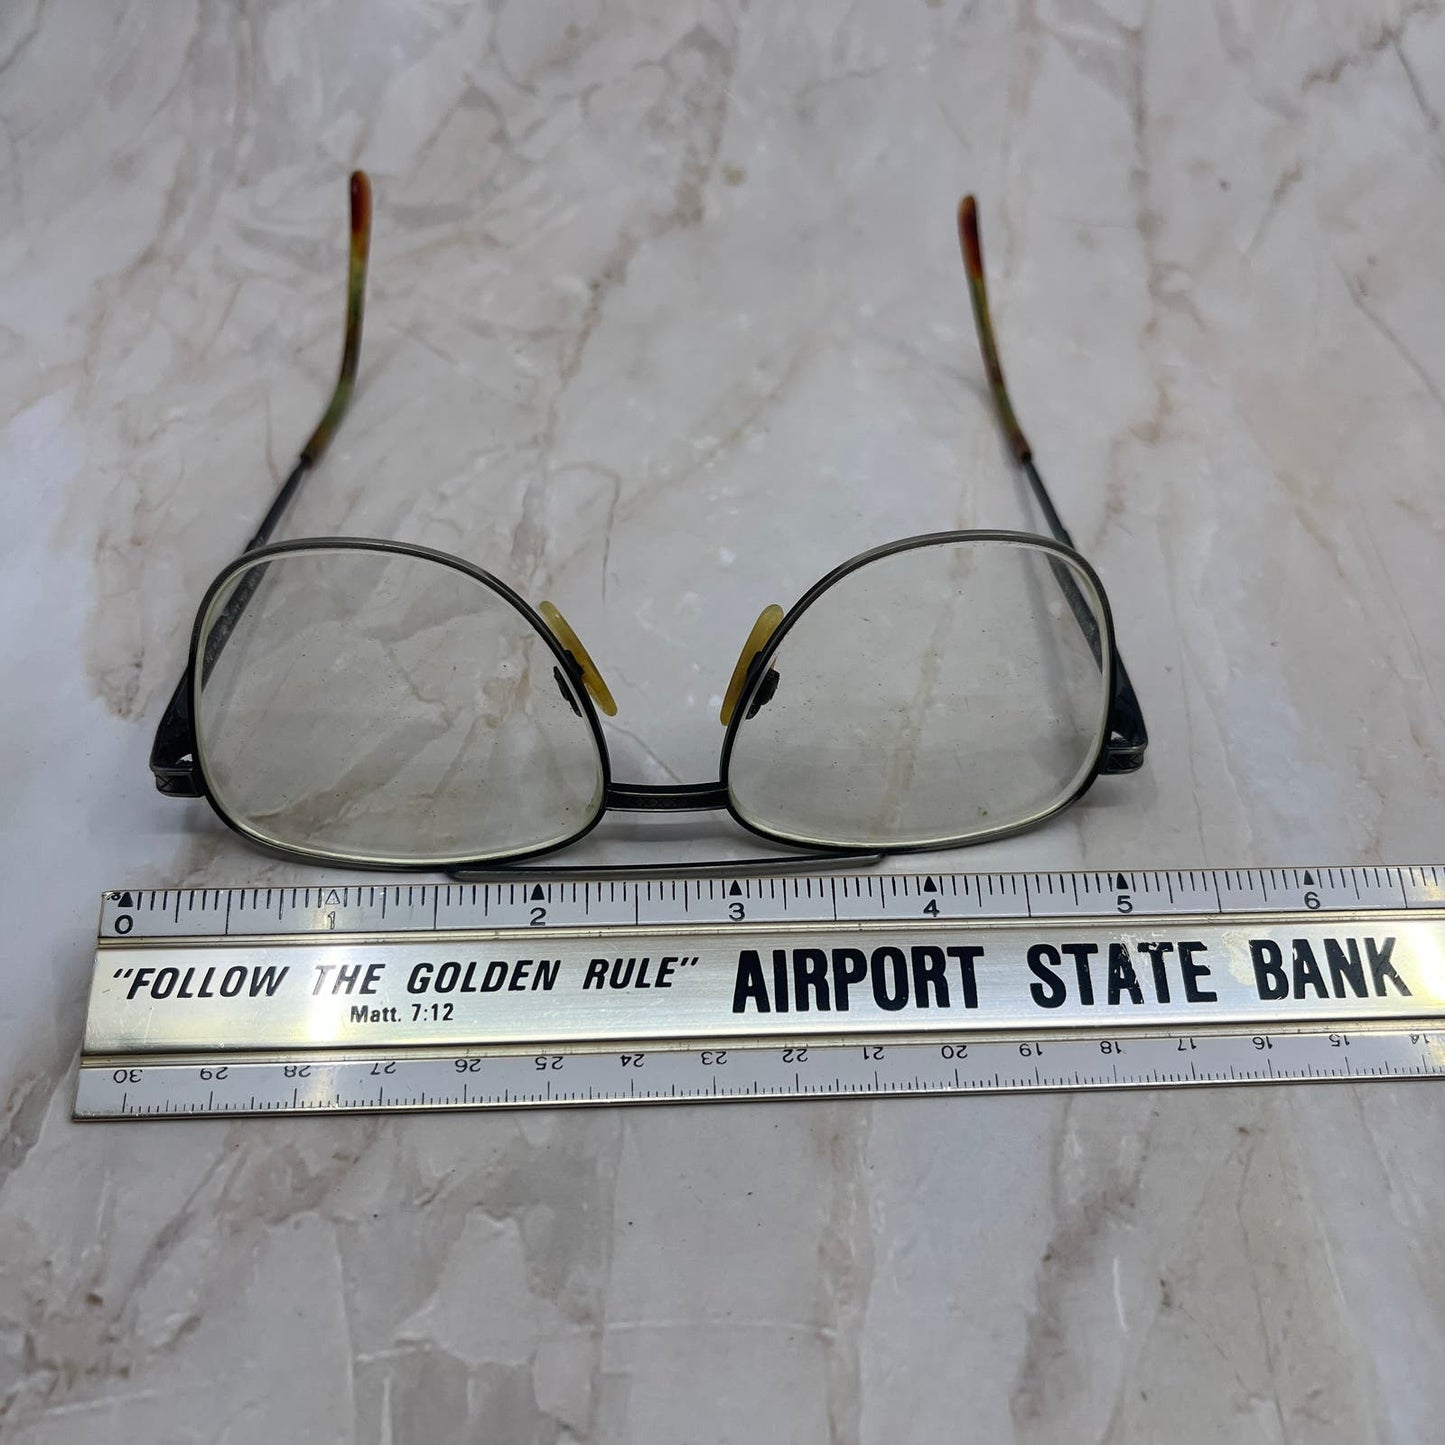 0 1 2 3 4 5 6
"FOLLOW THE GOLDEN RULE" AIRPORT STATE BANK
Matt. 7:12
30 29 28 27 26 25 24 23 22 21 20 19 18 17 16 15 14